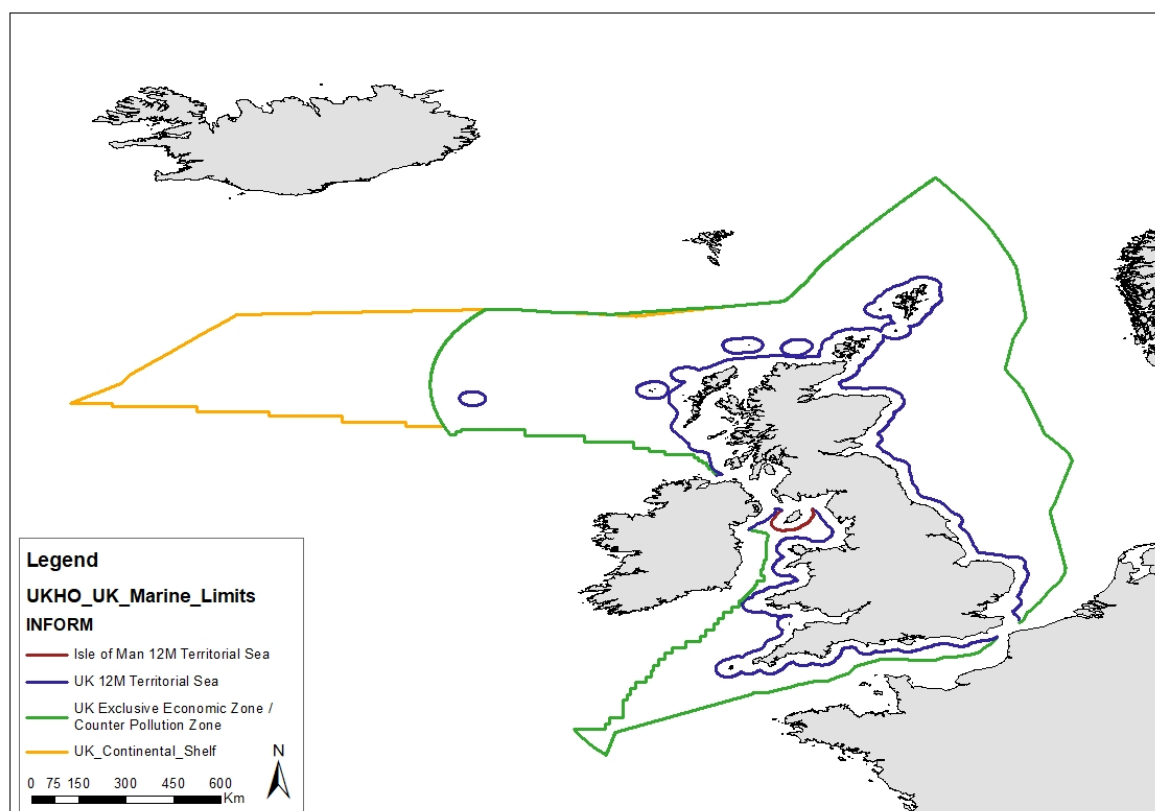 Legend
UKHO_UK_Marine_Limits
INFORM
Isle of Man 12M Territorial Sea
UK 12M Territorial Sea
UK Exclusive Economic Zone /
Counter Pollution Zone
UK_Continental_Shelf
N
0 75 150 300 450 600
Km